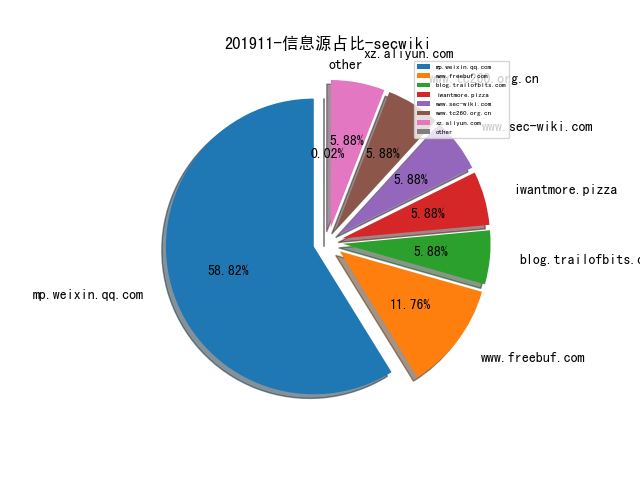 201911-信息源占比-secwiki
xz.aliyun.com
other
mp.weixin.qq.com
www.freebuf.com
blog.trailofbits.com
iwantmore.pizza
www.sec-wiki.com
www.tc260.org.cn
xz.aliyun.com
other
www.tc260.org.cn
www.sec-wiki.com
iwantmore.pizza
blog.trailofbits.c
www.freebuf.com
mp.weixin.qq.com
5.88%
0.02%
5.88%
5.88%
5.88%
5.88%
58.82%
11.76%